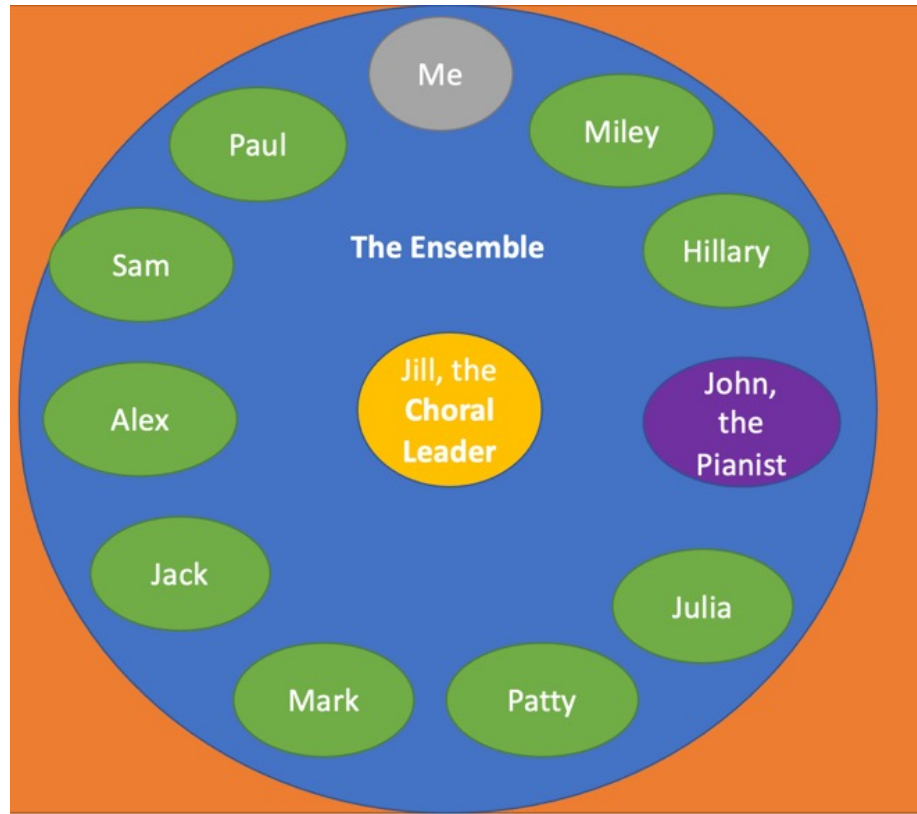 Me
Paul
Miley
The Ensemble
Hillary
Sam
Jill, the
Choral
Leader
John,
the
Pianist
Alex
Jack
Julia
Mark
Patty